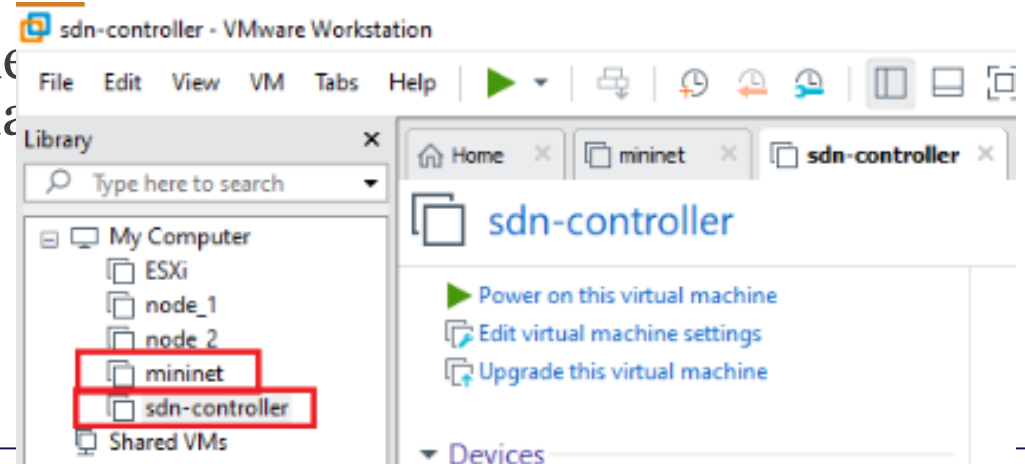 sdn-controller - VMware Workstation
File Edit View VM Tabs Help
Library
Home mininet sdn-controller
Type here to search
sdn-controller
My Computer
ESXi
node_1
node_2
mininet
sdn-controller
Shared VMs
Power on this virtual machine
Edit virtual machine settings
Upgrade this virtual machine
Devices